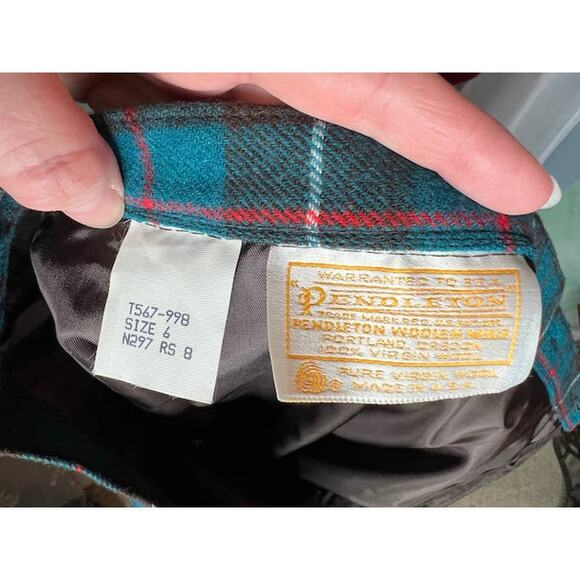 T567-998
SIZE 6
N297 RS 8
WARRANTED TO BE A
"PENDLETON"
TRADE MARK REG. U.S. PAT. OFF.
PENDLETON WOOLEN MILLS
PORTLAND, OREGON
100% VIRGIN WOOL
PURE VIRGIN WOOL
® MADE IN U.S.A.